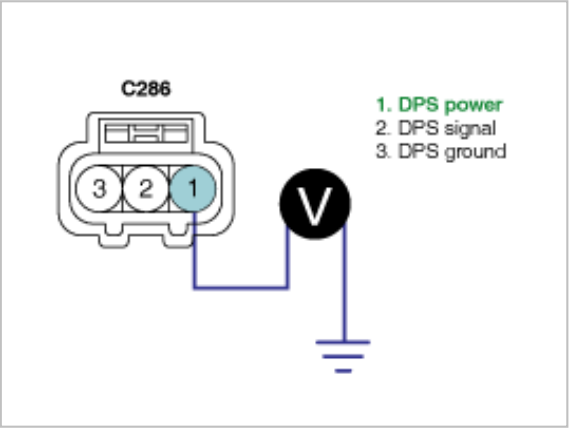 C286
1. DPS power
2. DPS signal
3. DPS ground
3 2 1
V